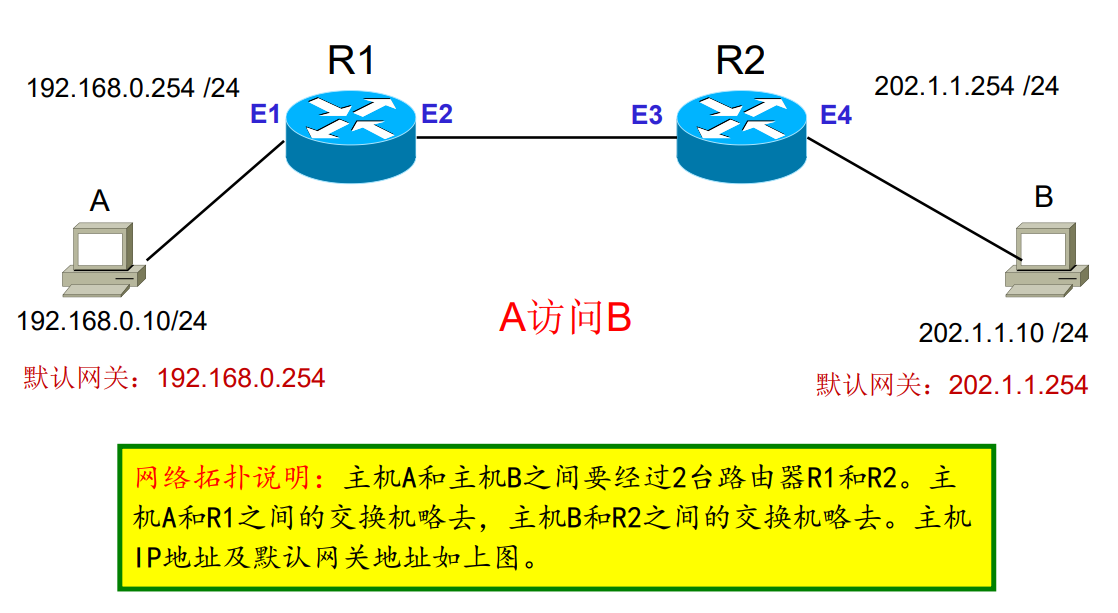 R1
R2
192.168.0.254 /24
202.1.1.254 /24
E1
E2
E3
E4
A
B
A访问B
192.168.0.10/24
202.1.1.10 /24
默认网关：192.168.0.254
默认网关：202.1.1.254
网络拓扑说明：主机A和主机B之间要经过2台路由器R1和R2。主
机A和R1之间的交换机略去，主机B和R2之间的交换机略去。主机
IP地址及默认网关地址如上图。